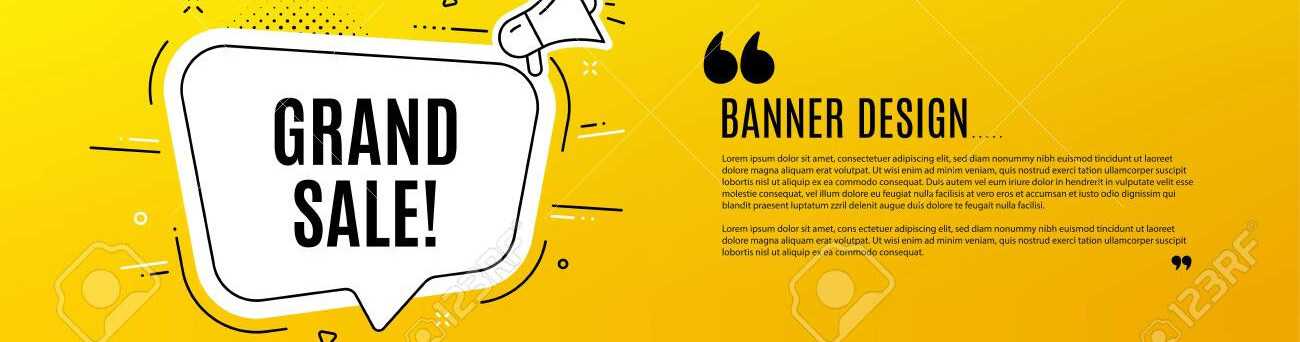 GRAND
SALE!
BANNER DESIGN.....
Lorem ipsum dolor sit amet, consectetuer adipiscing elit, sed diam nonummy nibh euismod tincidunt ut laoreet
dolore magna aliquam erat volutpat. Ut wisi enim ad minim veniam, quis nostrud exerci tation ullamcorper suscipit
lobortis nisl ut aliquip ex ea commodo consequat. Duis autem vel eum iriure dolor in hendrerit in vulputate velit esse
molestie consequat, vel illum dolore eu feugiat nulla facilisis at vero eros et accumsan et iusto odio dignissim qui
blandit praesent luptatum zzril delenit augue duis dolore te feugait nulla facilisi.
Lorem ipsum dolor sit amet, cons ectetuer adipiscing elit, sed diam nonummy nibh euismod tincidunt ut laoreet
dolore magna aliquam erat volutpat. Ut wisi enim ad minim veniam, quis nostrud exerci tation ullamcorper suscipit
lobortis nisl ut aliquip ex ea commodo consequat.
123RF
123RF
123RF